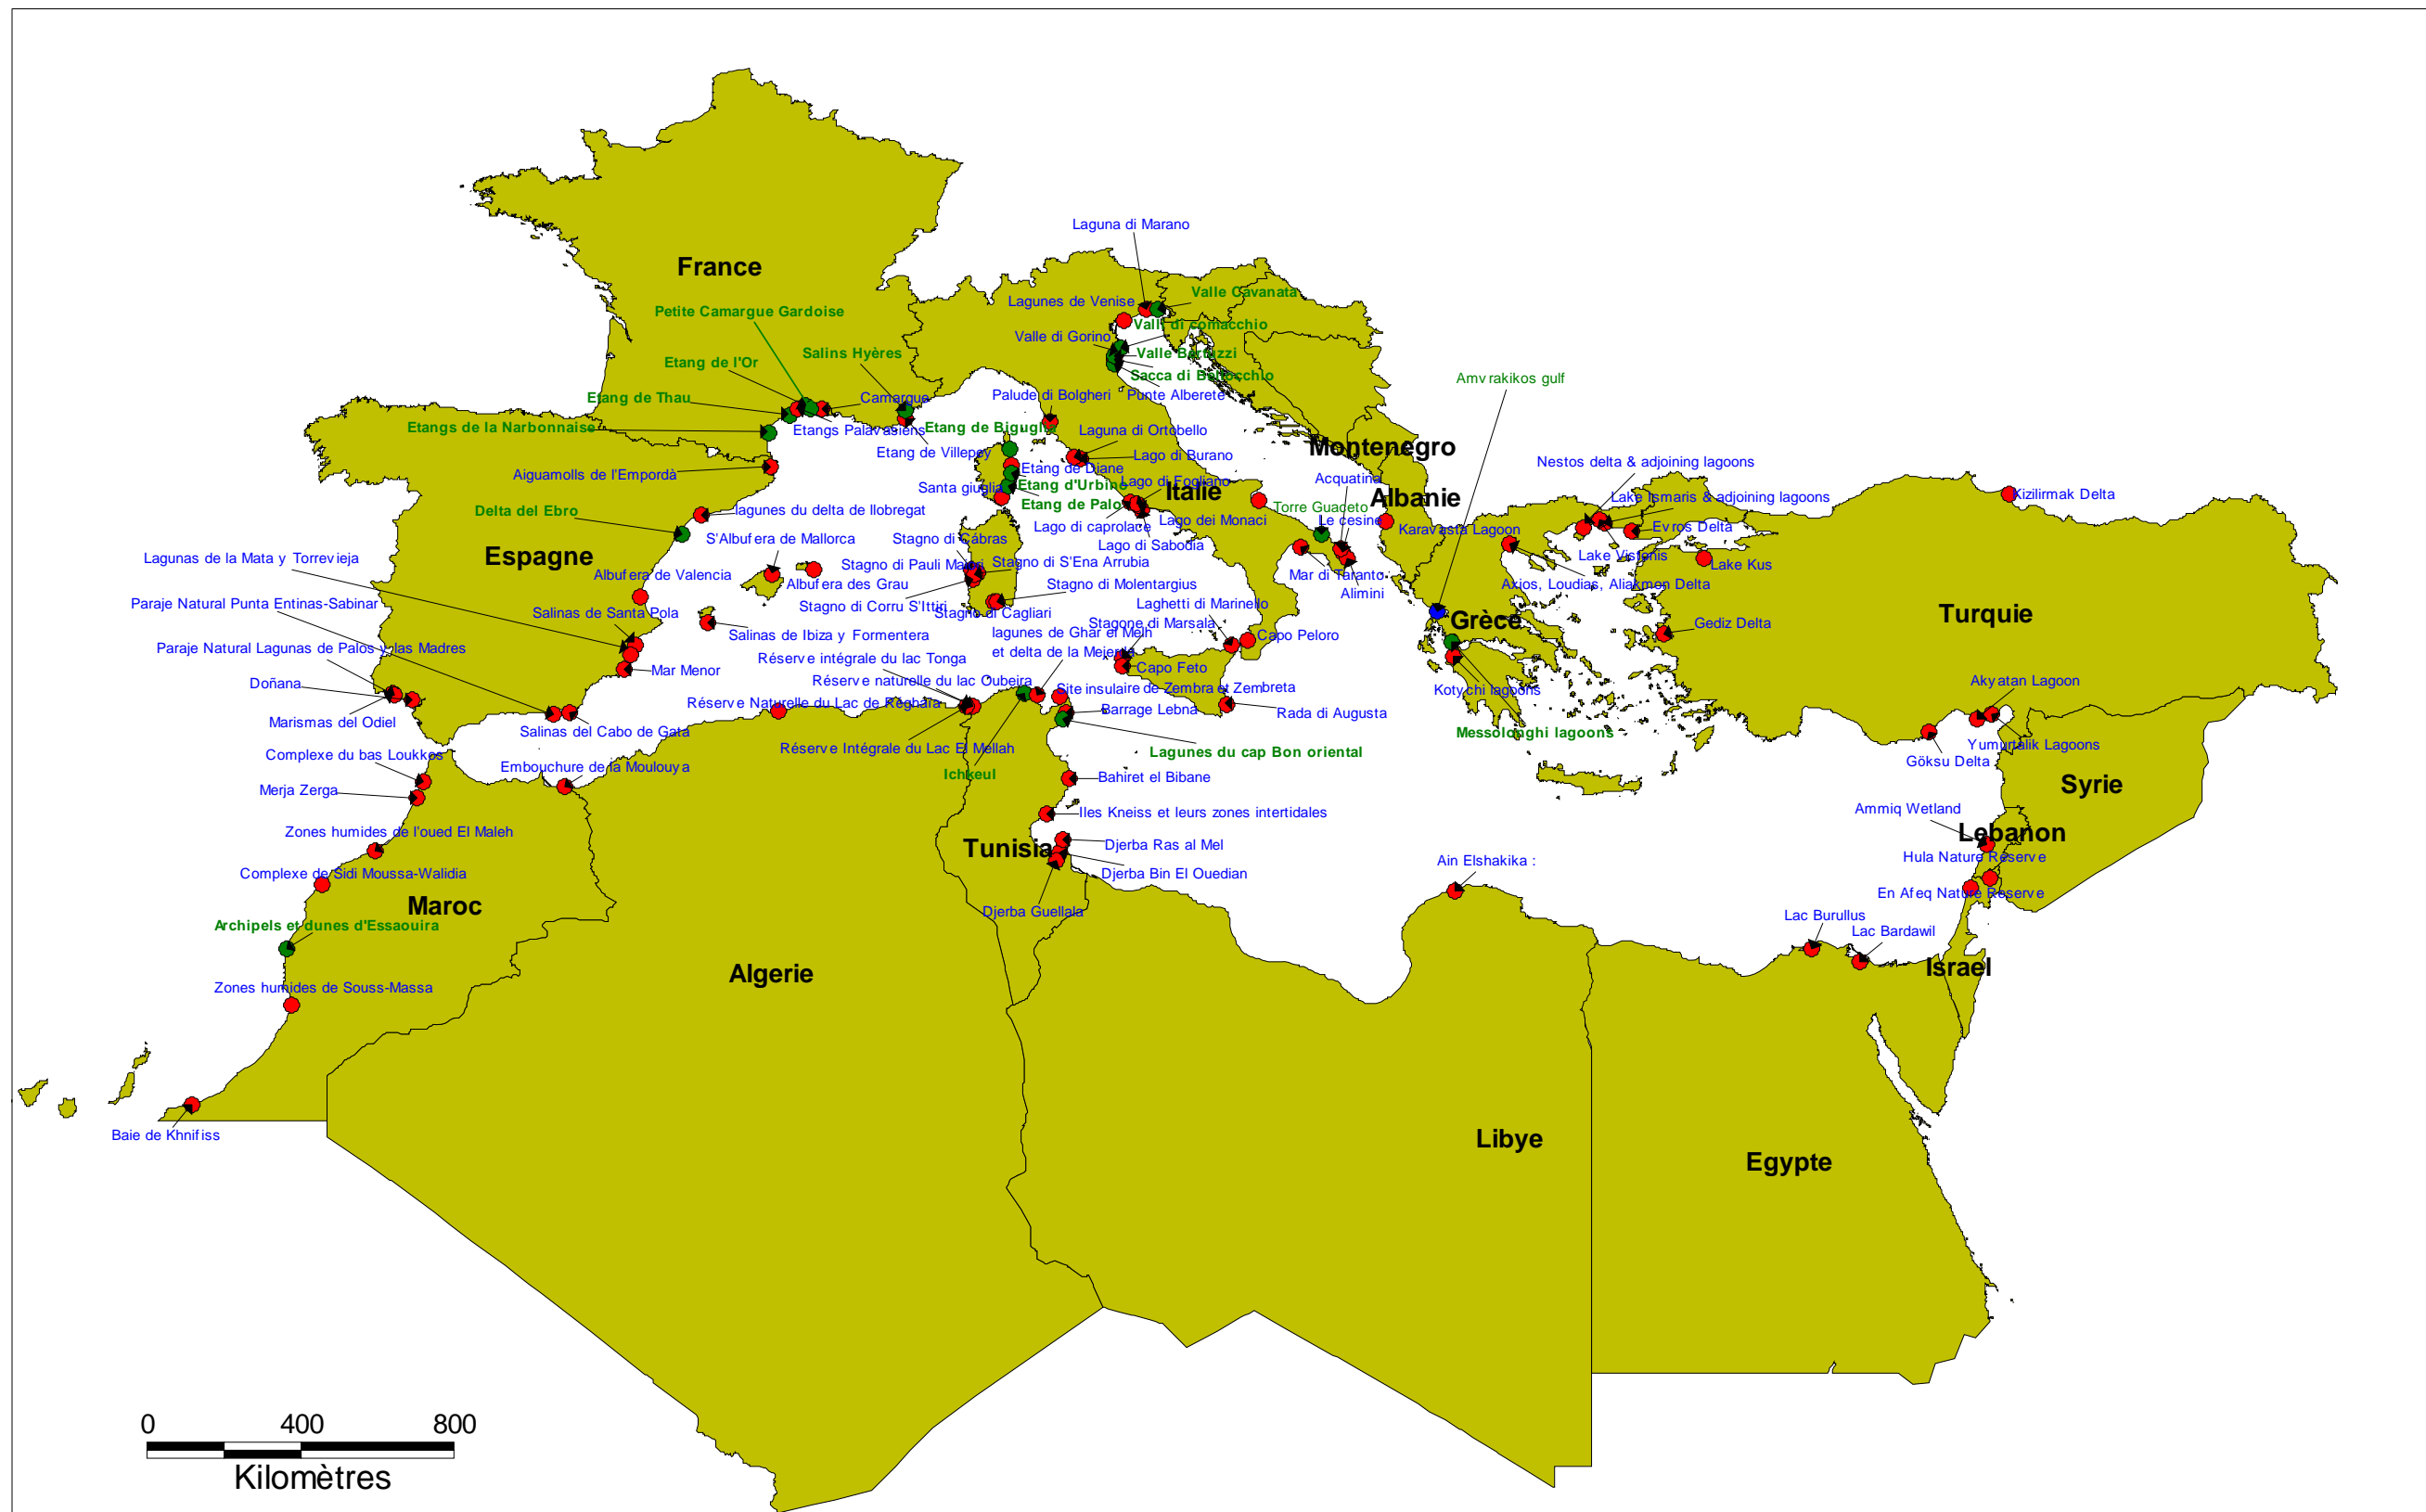 Laguna di Marano
France
Valle Cavanata
Lagunes de Venise
Petite Camargue Gardoise
Valli di comacchio
Valle di Gorino
Salins Hyères
Valle Bertuzzi
Etang de l'Or
Sacca di Bellocchio
Amvrakikos gulf
Etang de Thau
Camargue
Palude di Bolgheri
Punte Alberete
Etangs de la Narbonnaise
Etangs Palavasiens
Etang de Biguglia
Laguna di Ortobello
Montenegro
Etang de Villepey
Lago di Burano
Nestos delta & adjoining lagoons
Aiguamolls de l'Empordà
Etang de Diane
Acquatina
Lago di Fogliano
Santa giuglia
Etang d'Urbino
Italie
Albanie
Lake Ismaris & adjoining lagoons
Kizilirmak Delta
Etang de Palo
Torre Guaceto
Delta del Ebro
lagunes du delta de llobregat
Lago di caprolace
Lago dei Monaci
Le cesine
Karavasta Lagoon
Evros Delta
S'Albufera de Mallorca
Stagno di Cábras
Lago di Sabodia
Lagunas de la Mata y Torrevieja
Espagne
Lake Vistonis
Lake Kus
Stagno di Pauli Maiori
Stagno di S'Ena Arrubia
Albufera de Valencia
Albufera des Grau
Mar di Taranto
Axios, Loudias, Aliakmon Delta
Stagno di Molentargius
Alimini
Paraje Natural Punta Entinas-Sabinar
Salinas de Santa Pola
Stagno di Corru S'Ittiri
Stagno di Cagliari
Laghetti di Marinello
Grèce
Turquie
Stagone di Marsala
Gediz Delta
Salinas de Ibiza y Formentera
lagunes de Ghar el Melh
et delta de la Mejerda
Capo Peloro
Paraje Natural Lagunas de Palos y las Madres
Réserve intégrale du lac Tonga
Mar Menor
Capo Feto
Doñana
Réserve naturelle du lac Oubeira
Site insulaire de Zembra et Zembreta
Kotychi lagoons
Akyatan Lagoon
Réserve Naturelle du Lac de Réghaïa
Barrage Lebna
Rada di Augusta
Marismas del Odiel
Salinas del Cabo de Gata
Messolonghi lagoons
Réserve Intégrale du Lac El Mellah
Lagunes du cap Bon oriental
Yumurtalik Lagoons
Complexe du bas Loukkos
Göksu Delta
Embouchure de la Moulouya
Ichkeul
Bahiret el Bibane
Syrie
Merja Zerga
Iles Kneiss et leurs zones intertidales
Ammiq Wetland
Zones humides de l'oued El Maleh
Lebanon
Tunisia
Djerba Ras al Mel
Hula Nature Reserve
Ain Elshakika :
Complexe de Sidi Moussa-Walidia
Djerba Bin El Ouedian
En Afeq Nature Reserve
Maroc
Djerba Guellala
Lac Burullus
Archipels et dunes d'Essaouira
Lac Bardawil
Algerie
Israel
Zones humides de Souss-Massa
Baie de Khnifiss
Libye
Egypte
0 400 800
Kilomètres